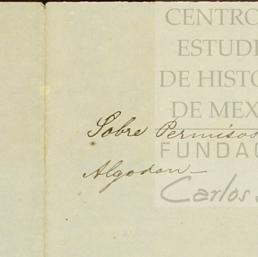 CENTRO
ESTUDI
DE HISTO
DE MEX
Sobre Permisos
FUNDAC
Algodon—
Carlos S